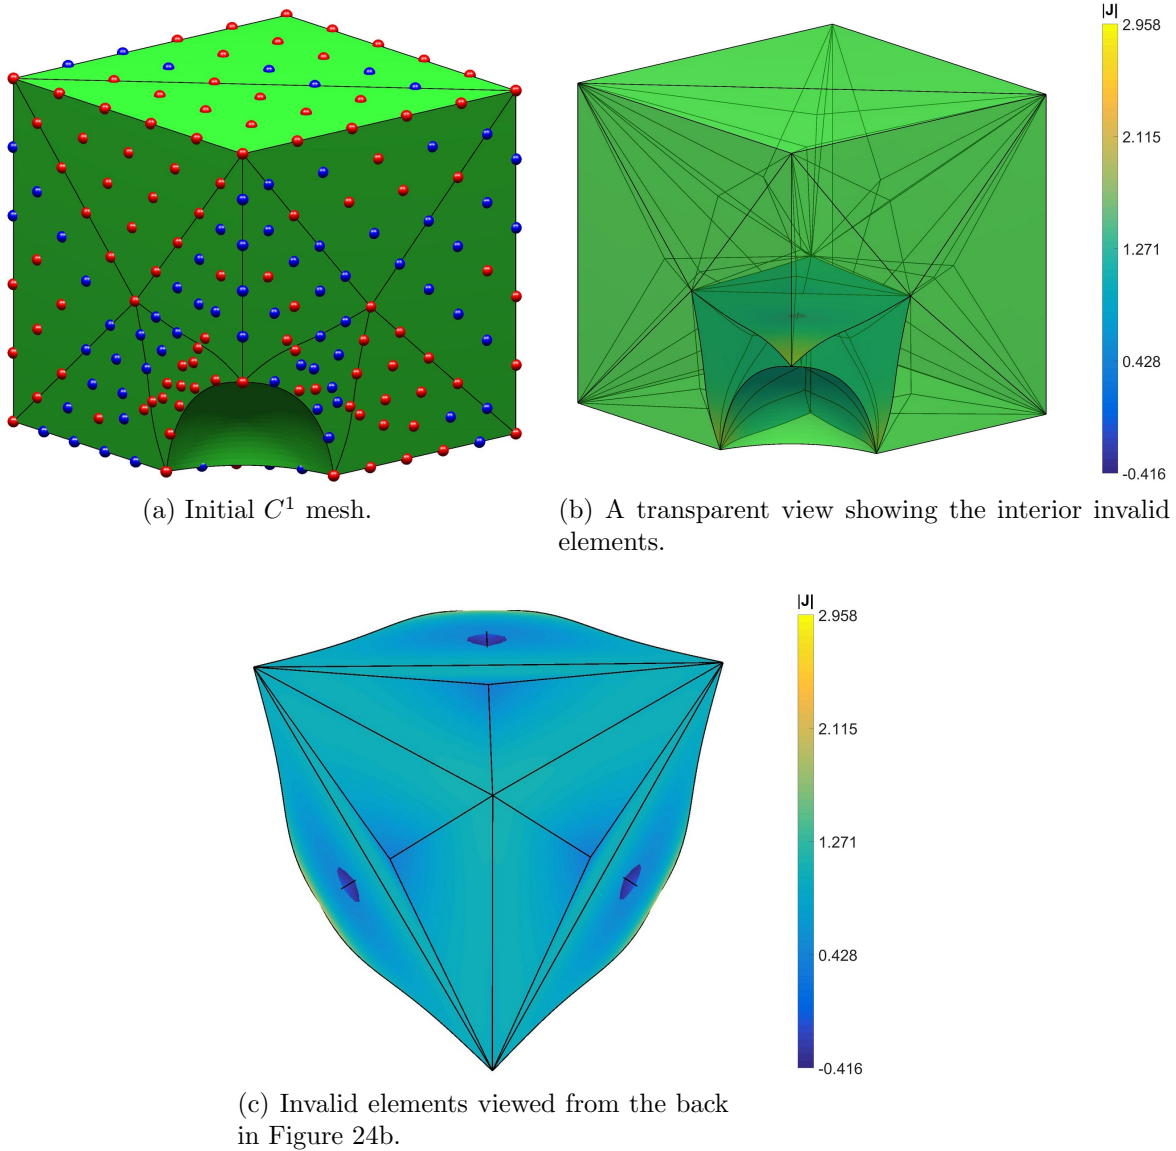 |J|
2.958
2.115
1.271
0.428
-0.416
(a) Initial C¹ mesh.
(b) A transparent view showing the interior invalid
elements.
|J|
2.958
2.115
1.271
0.428
-0.416
(c) Invalid elements viewed from the back
in Figure 24b.